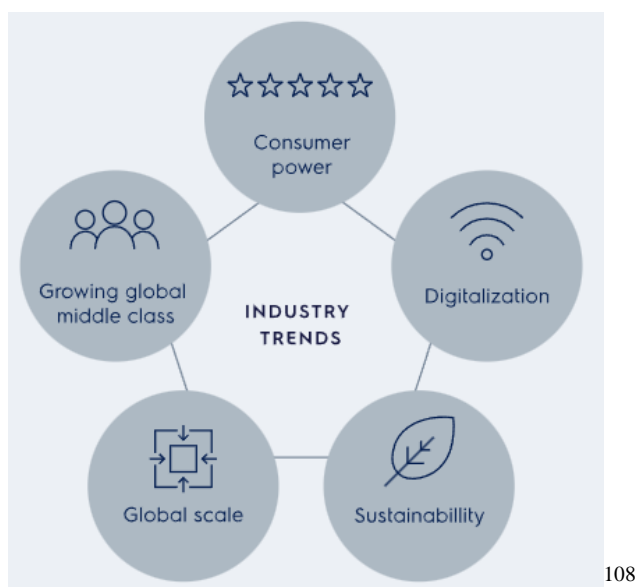 Consumer
power
Growing global
middle class
Digitalization
INDUSTRY
TRENDS
Global scale
Sustainabillity
108